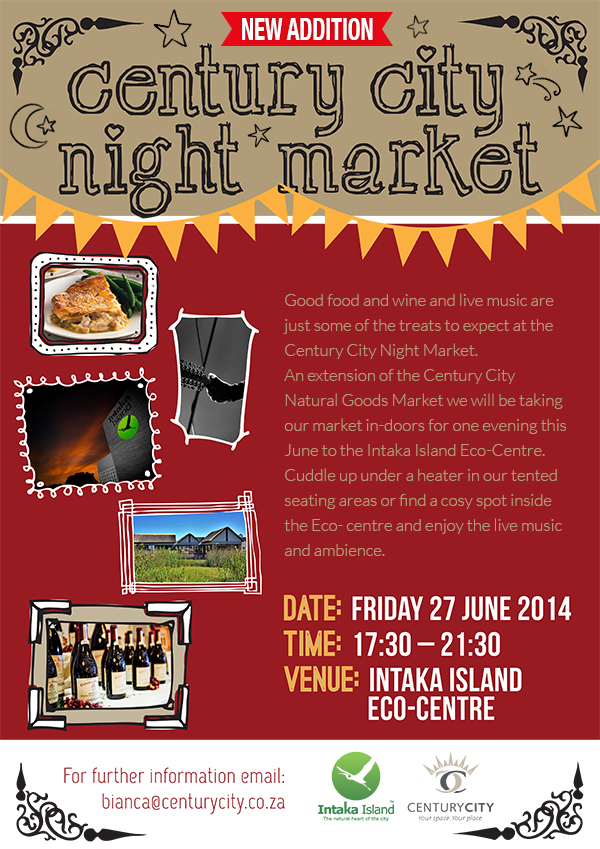 NEW ADDITION
century city
night market
Good food and wine and live music are
just some of the treats to expect at the
Century City Night Market.
An extension of the Century City
Natural Goods Market we will be taking
our market in-doors for one evening this
June to the Intaka Island Eco-Centre.
Cuddle up under a heater in our tented
seating areas or find a cosy spot inside
the Eco- centre and enjoy the live music
and ambience.
intaka
island
DATE: FRIDAY 27 JUNE 2014
TIME: 17:30 – 21:30
VENUE: INTAKA ISLAND
ECO-CENTRE
For further information email:
bianca@centurycity.co.za
Intaka Island™
The natural heart of the city
CENTURYCITY
Your space. Your place.